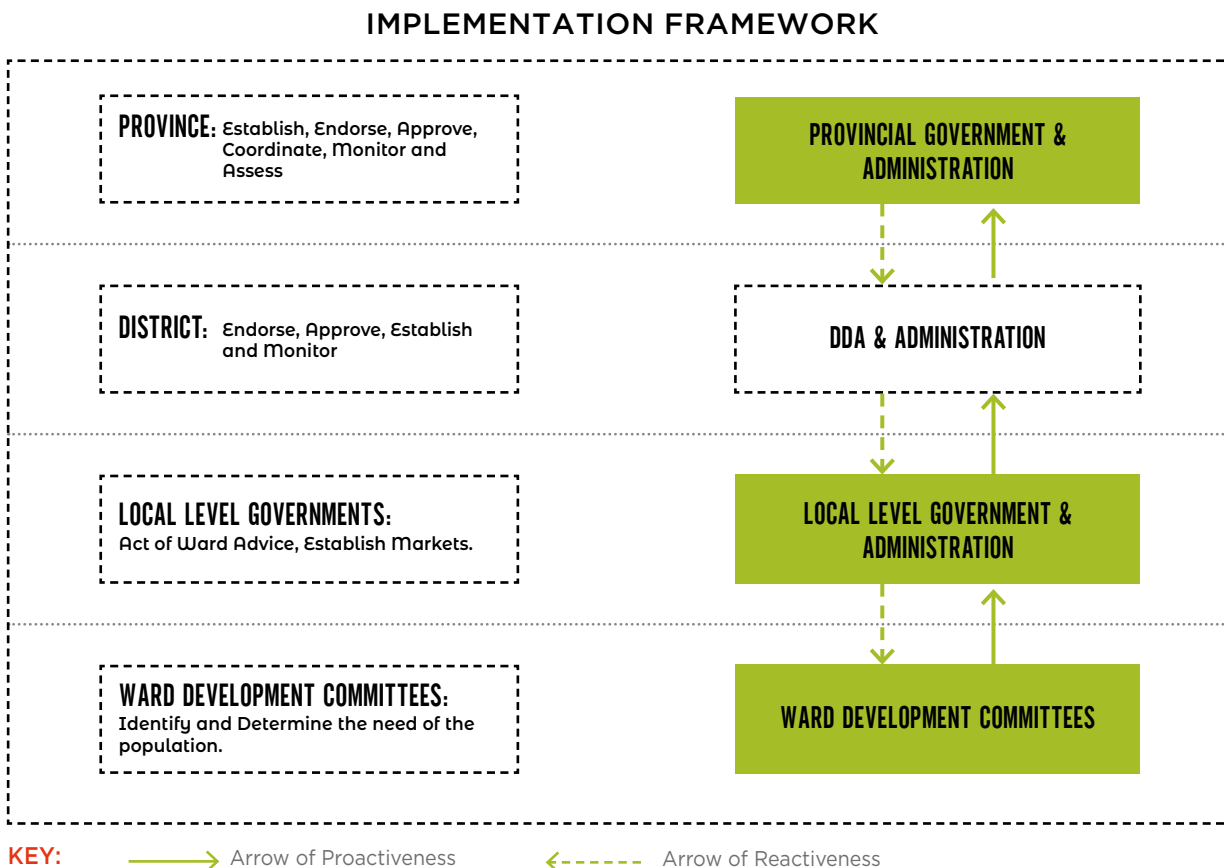 IMPLEMENTATION FRAMEWORK
PROVINCE: Establish, Endorse, Approve,
Coordinate, Monitor and
Assess
PROVINCIAL GOVERNMENT &
ADMINISTRATION
DISTRICT: Endorse, Approve, Establish
and Monitor
DDA & ADMINISTRATION
LOCAL LEVEL GOVERNMENTS:
Act of Ward Advice, Establish Markets.
LOCAL LEVEL GOVERNMENT &
ADMINISTRATION
WARD DEVELOPMENT COMMITTEES:
Identify and Determine the need of the
population.
WARD DEVELOPMENT COMMITTEES
KEY:
Arrow of Proactiveness
Arrow of Reactiveness